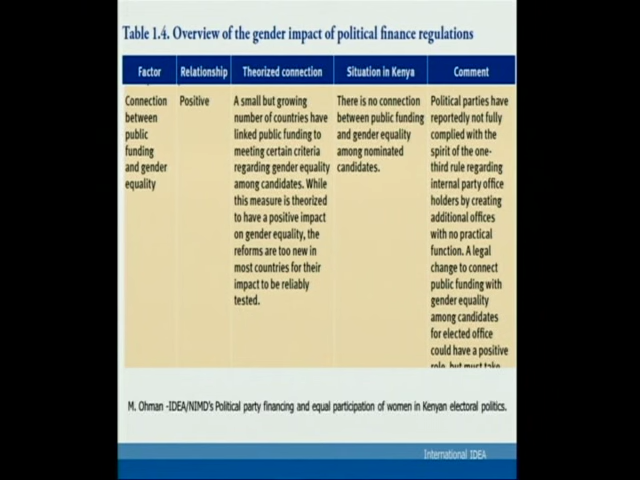 Table 1.4. Overview of the gender impact of political finance regulations
Factor
Relationship
Theorized connection
Situation in Kenya
Comment
Connection
between
public
funding
and gender
equality
Positive
A small but growing
number of countries have
linked public funding to
meeting certain criteria
regarding gender equality
among candidates. While
this measure is theorized
to have a positive impact
on gender equality, the
reforms are too new in
most countries for their
impact to be reliably
tested.
There is no connection
between public funding
and gender equality
among nominated
candidates.
Political parties have
reportedly not fully
complied with the
spirit of the one-
third rule regarding
internal party office
holders by creating
additional offices
with no practical
function. A legal
change to connect
public funding with
gender equality
among candidates
for elected office
could have a positive
role, but must take
M. Ohman -IDEA/NIMD's Political party financing and equal participation of women in Kenyan electoral politics.
International IDEA